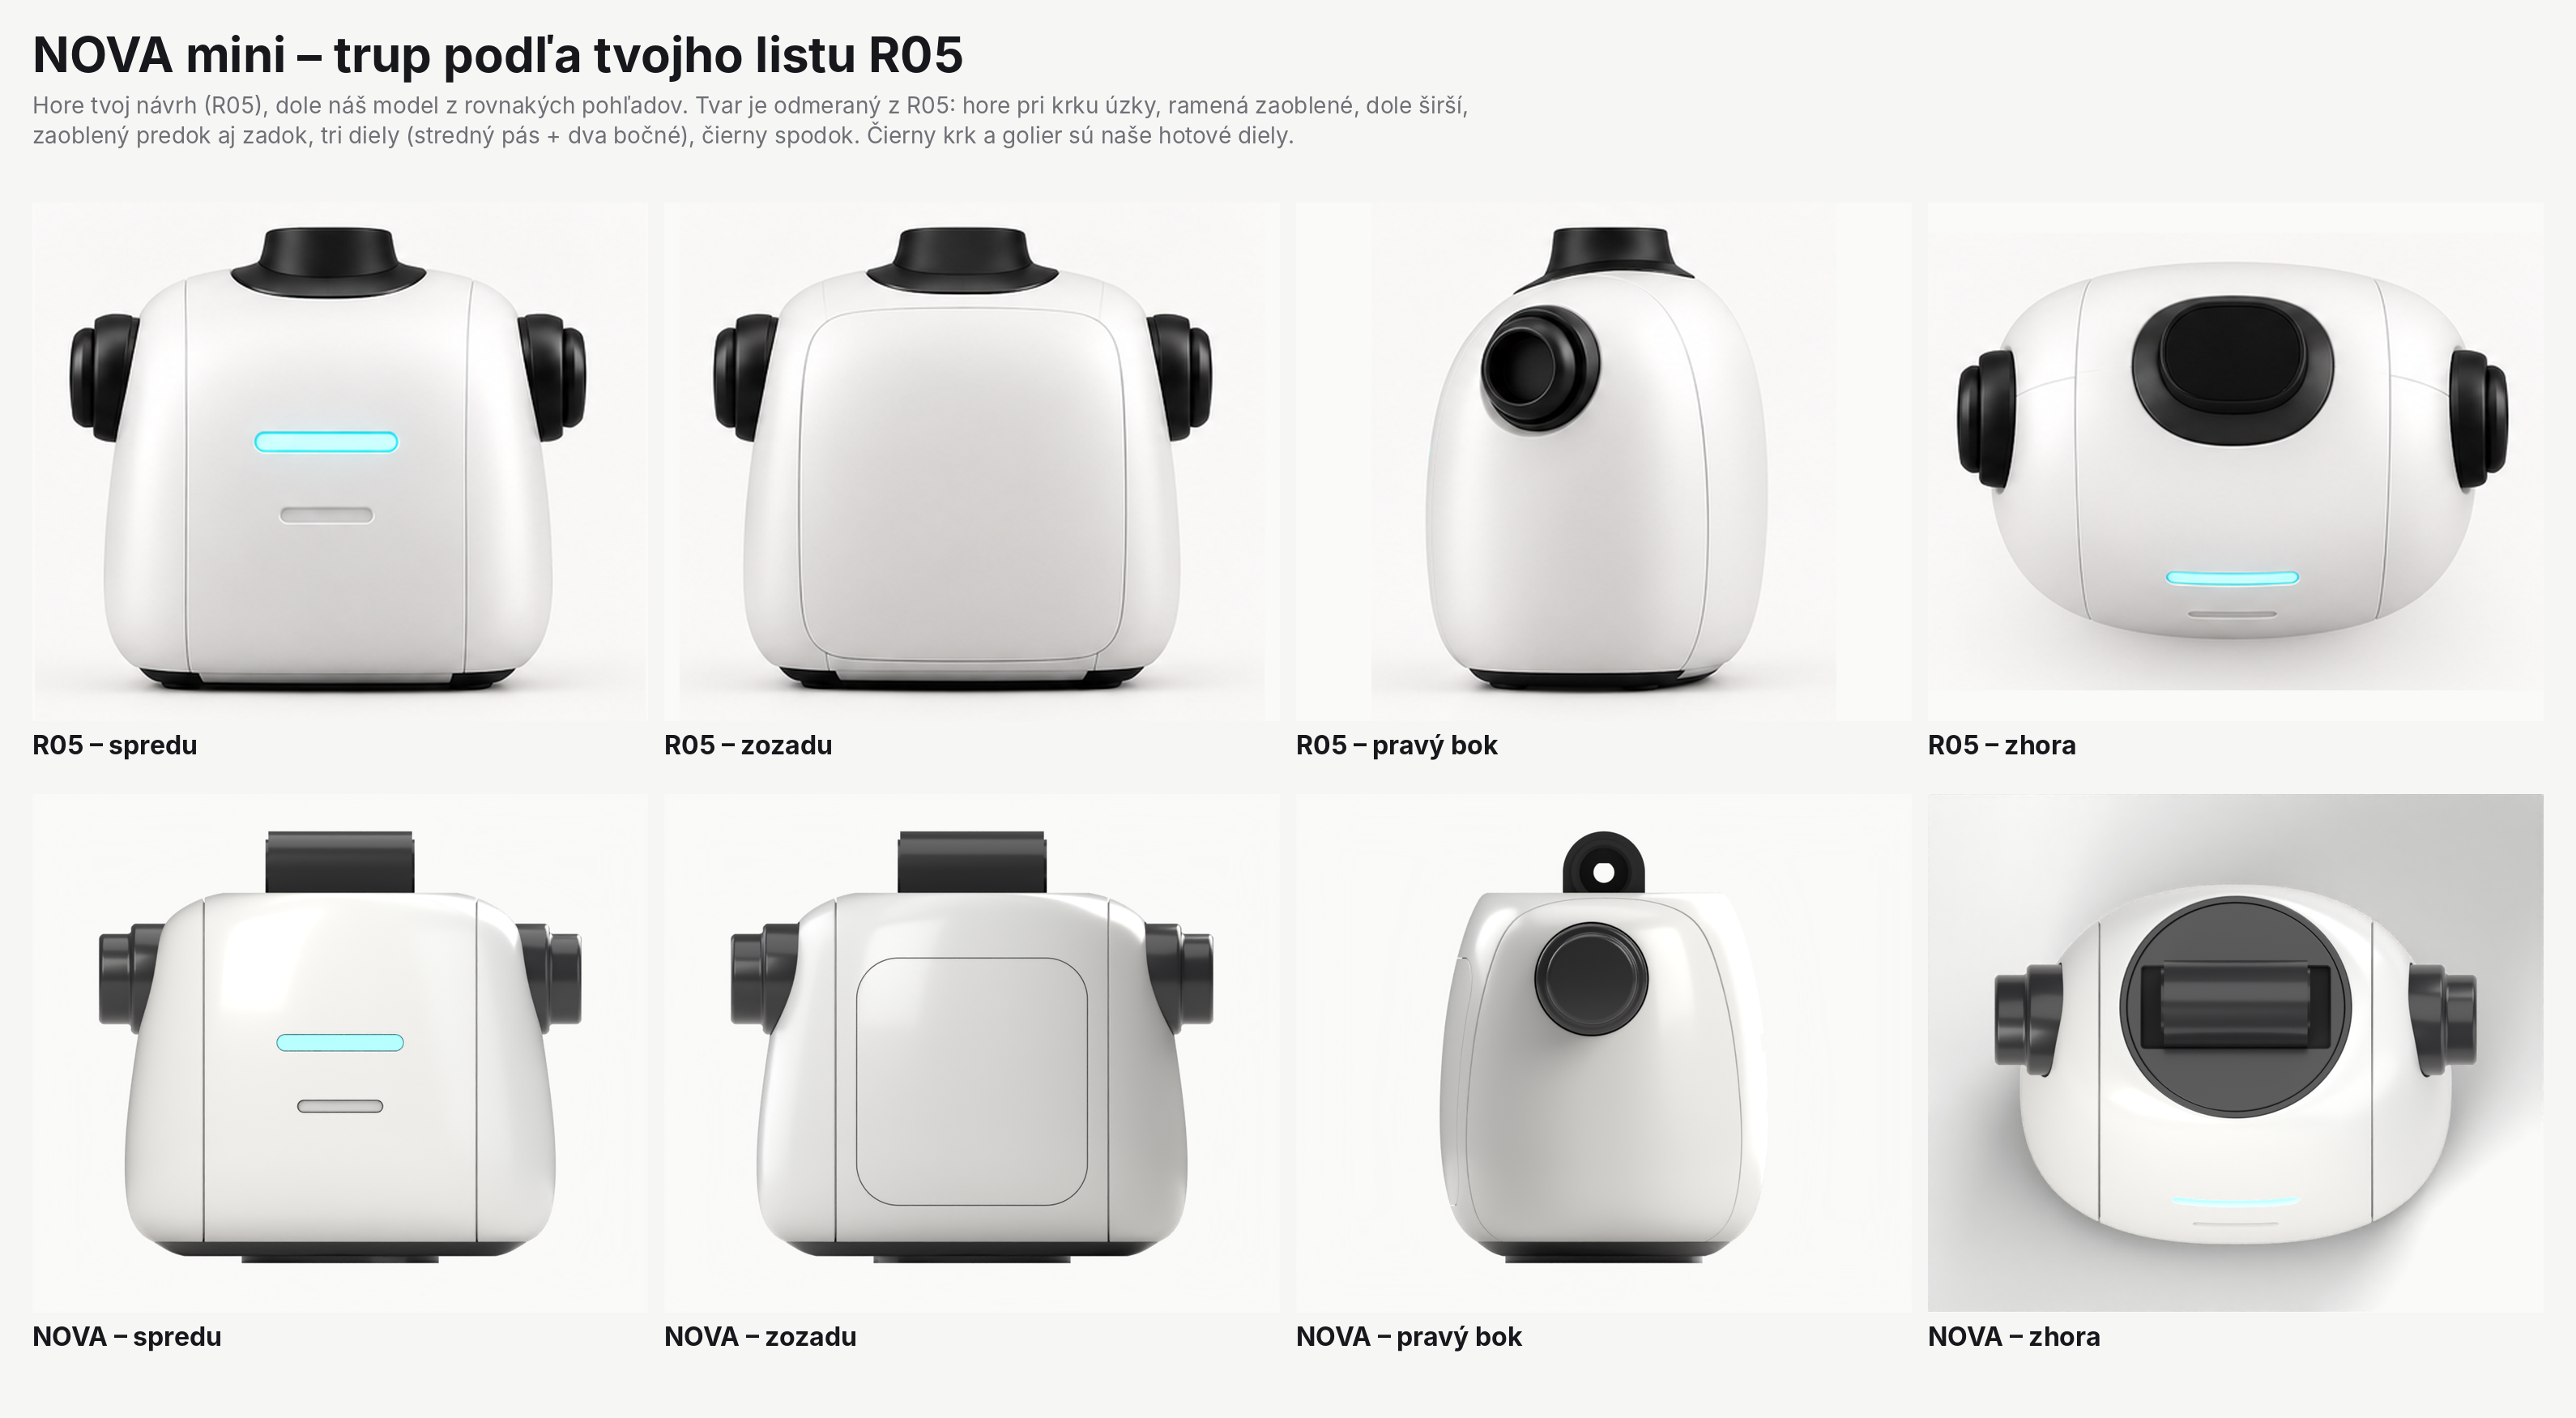 NOVA mini – trup podľa tvojho listu R05
Hore tvoj návrh (R05), dole náš model z rovnakých pohľadov. Tvar je odmeraný z R05: hore pri krku úzky, ramená zaoblené, dole širší,
zaoblený predok aj zadok, tri diely (stredný pás + dva bočné), čierny spodok. Čierny krk a golier sú naše hotové diely.
R05 – spredu
R05 – zozadu
R05 – pravý bok
R05 – zhora
NOVA – spredu
NOVA – zozadu
NOVA – pravý bok
NOVA – zhora